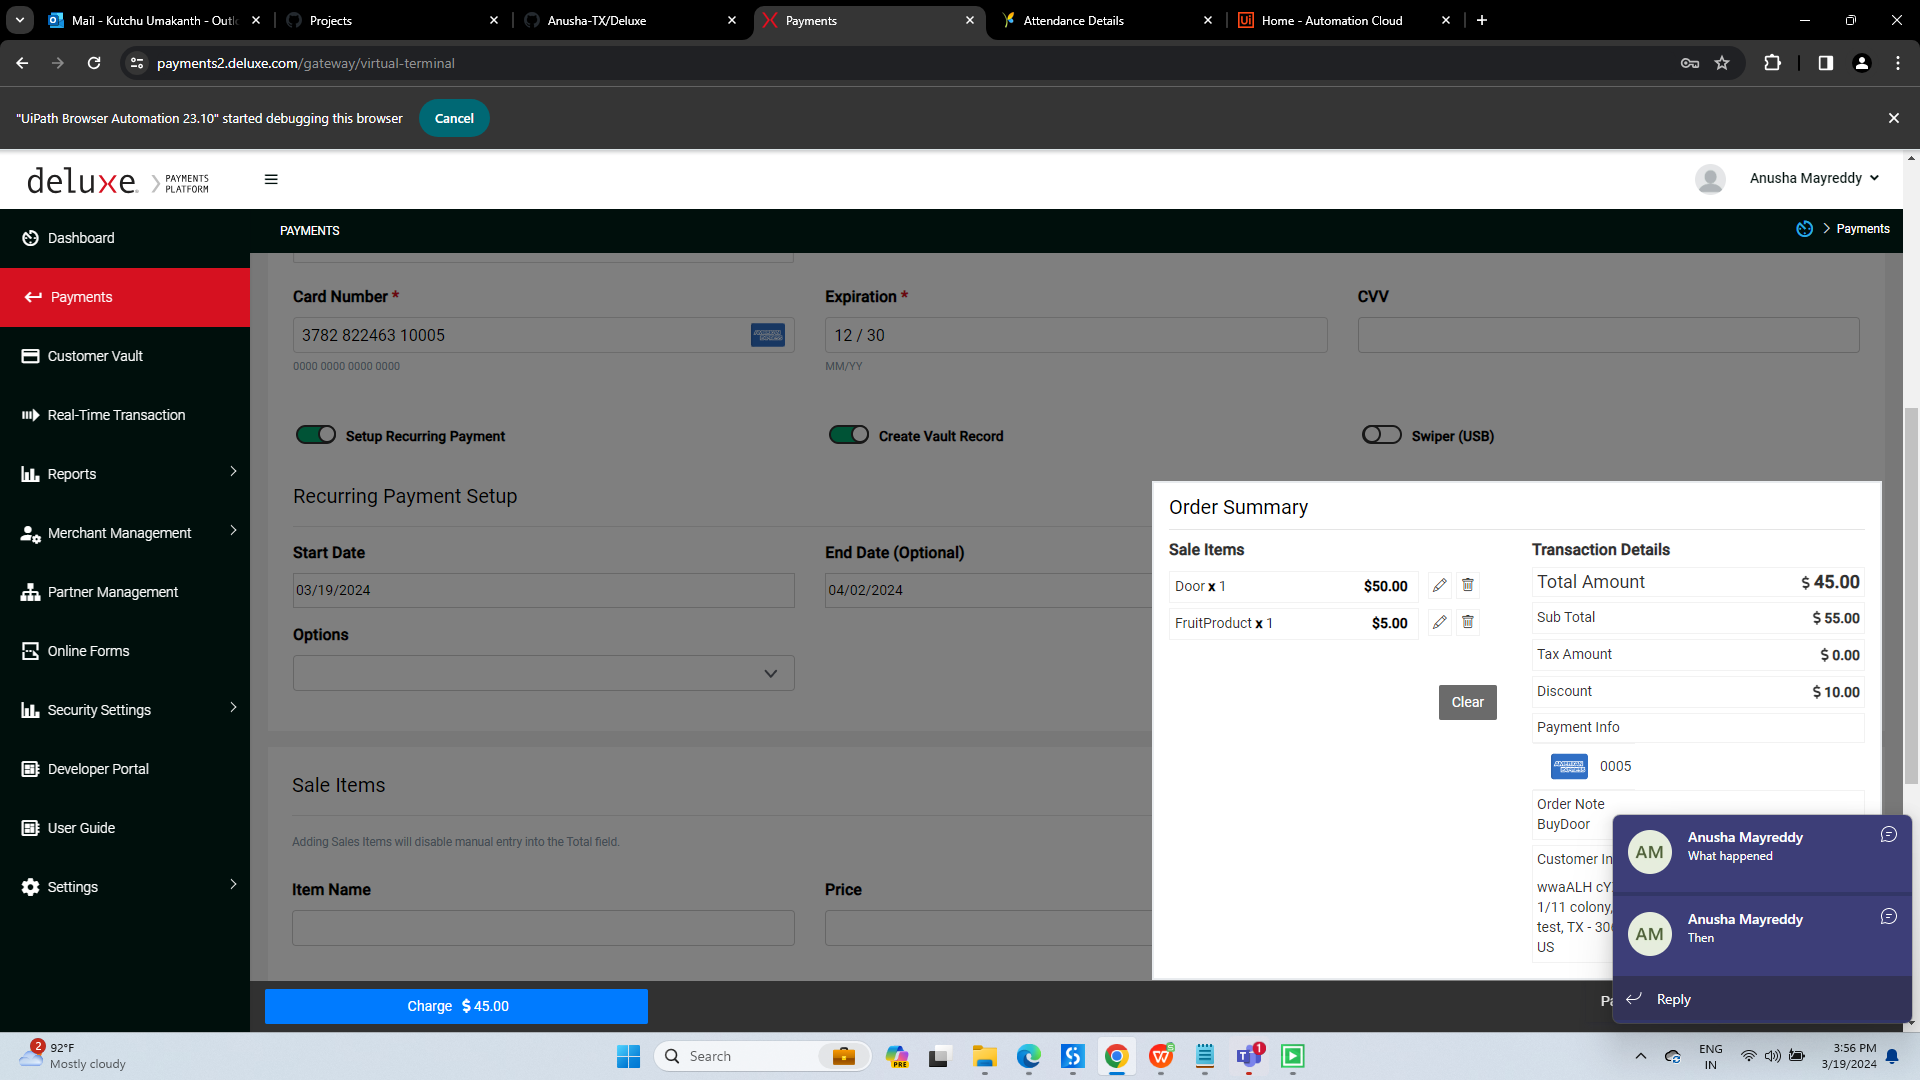 Mail - Kutchu Umakanth - Outl
Projects
Anusha-TX/Deluxe
Payments
Attendance Details
Ui
Home - Automation Cloud
payments2.deluxe.com/gateway/virtual-terminal
"UiPath Browser Automation 23.10" started debugging this browser
Cancel
deluxe.
PAYMENTS
PLATFORM
Anusha Mayreddy
Dashboard
Payments
Customer Vault
Real-Time Transaction
Reports
Merchant Management
Partner Management
Online Forms
Security Settings
Developer Portal
User Guide
Settings
PAYMENTS
Payments
Card Number *
Expiration *
CVV
3782 822463 10005
AMERICAN EXPRESS
12 / 30
0000 0000 0000 0000
MM/YY
Setup Recurring Payment
Create Vault Record
Swiper (USB)
Recurring Payment Setup
Start Date
End Date (Optional)
03/19/2024
04/02/2024
Options
Sale Items
Adding Sales Items will disable manual entry into the Total field.
Item Name
Price
Order Summary
Sale Items
Door x 1 $50.00
FruitProduct x 1 $5.00
Clear
Transaction Details
Total Amount $ 45.00
Sub Total $ 55.00
Tax Amount $ 0.00
Discount $ 10.00
Payment Info
AMERICAN EXPRESS 0005
Order Note
BuyDoor
Customer In
wwaALH cY
1/11 colony,
test, TX - 30
US
Charge $ 45.00
Pa
AM
Anusha Mayreddy
What happened
AM
Anusha Mayreddy
Then
Reply
2
92°F
Mostly cloudy
Search
PRE
1
ENG
IN
3:56 PM
3/19/2024